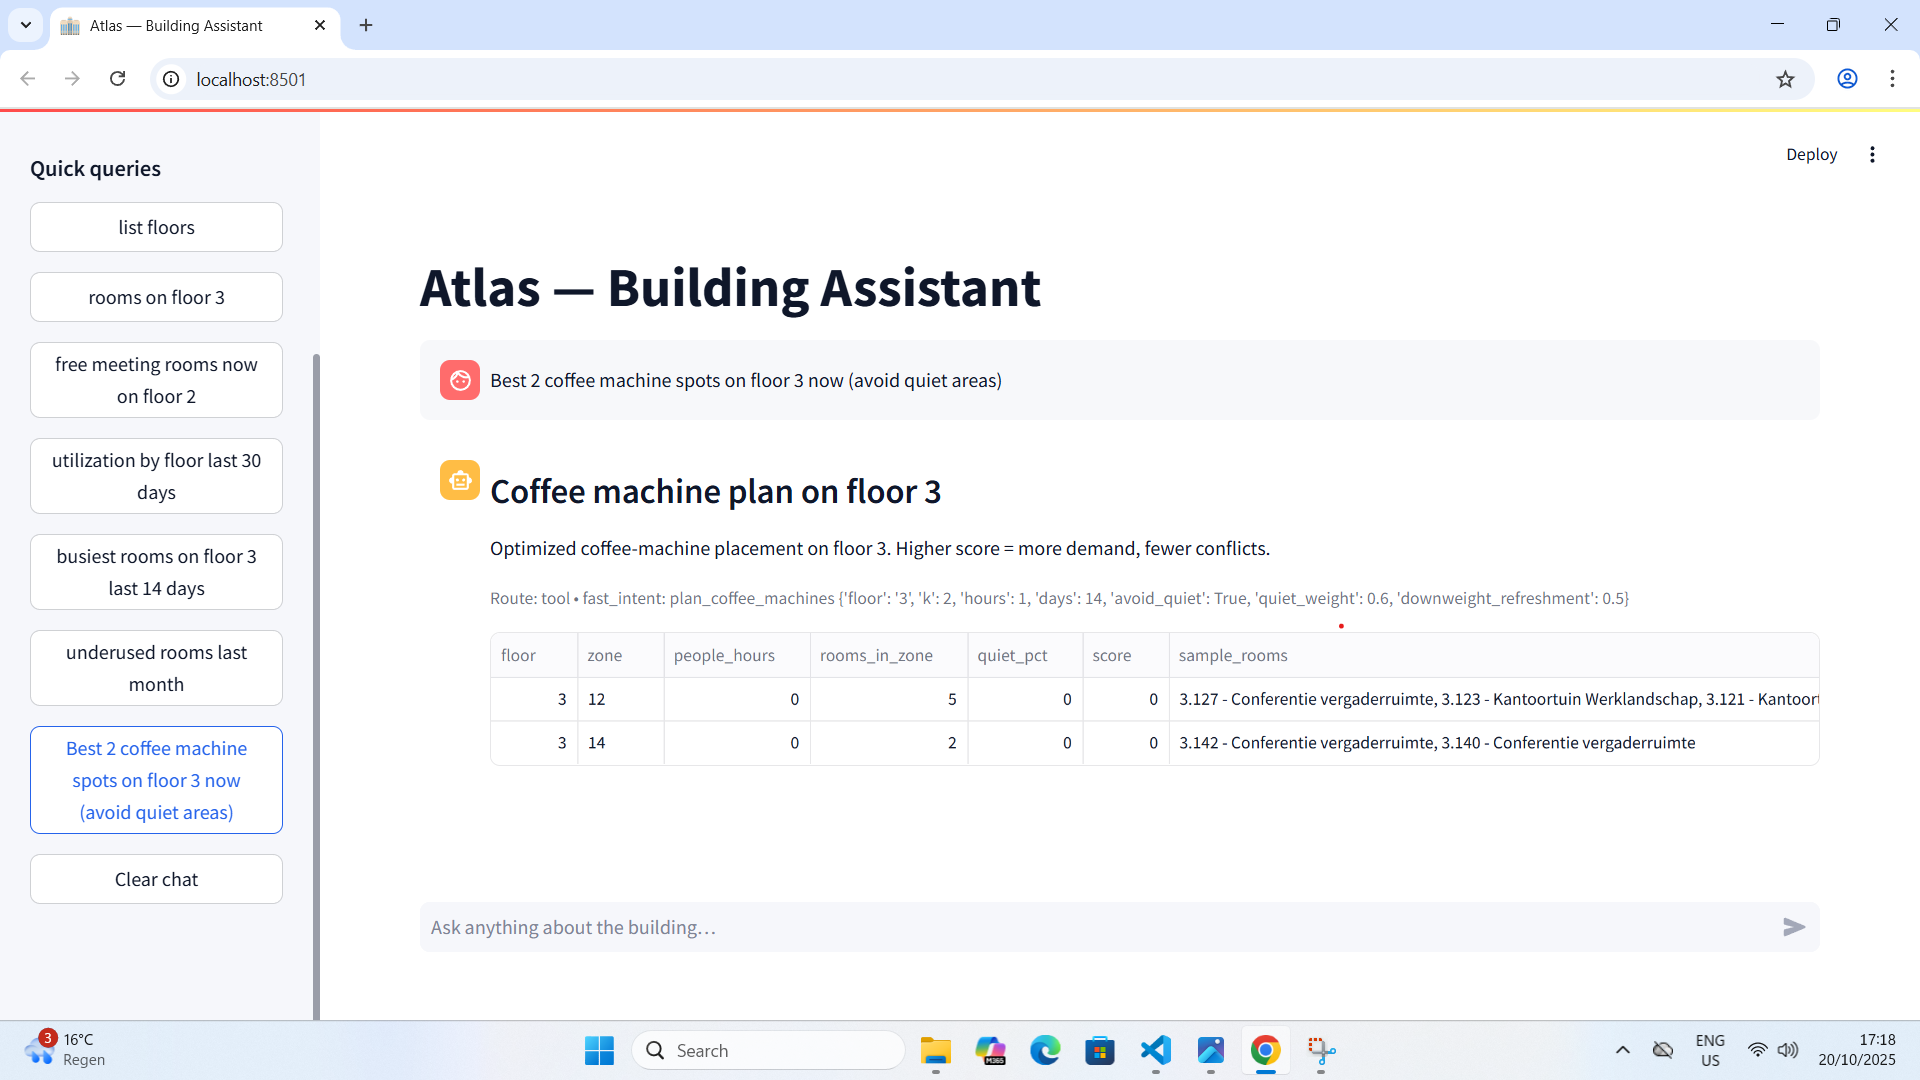 Atlas — Building Assistant
localhost:8501
Deploy
Quick queries
list floors
rooms on floor 3
free meeting rooms now
on floor 2
utilization by floor last 30
days
busiest rooms on floor 3
last 14 days
underused rooms last
month
Best 2 coffee machine
spots on floor 3 now
(avoid quiet areas)
Clear chat
Atlas — Building Assistant
Best 2 coffee machine spots on floor 3 now (avoid quiet areas)
Coffee machine plan on floor 3
Optimized coffee-machine placement on floor 3. Higher score = more demand, fewer conflicts.
Route: tool • fast_intent: plan_coffee_machines {'floor': '3', 'k': 2, 'hours': 1, 'days': 14, 'avoid_quiet': True, 'quiet_weight': 0.6, 'downweight_refreshment': 0.5}
floor zone people_hours rooms_in_zone quiet_pct score sample_rooms
3 12 0 5 0 0 3.127 - Conferentie vergaderruimte, 3.123 - Kantoortuin Werklandschap, 3.121 - Kantoort
3 14 0 2 0 0 3.142 - Conferentie vergaderruimte, 3.140 - Conferentie vergaderruimte
Ask anything about the building…
3
16°C
Regen
Search
M365
ENG
US
17:18
20/10/2025